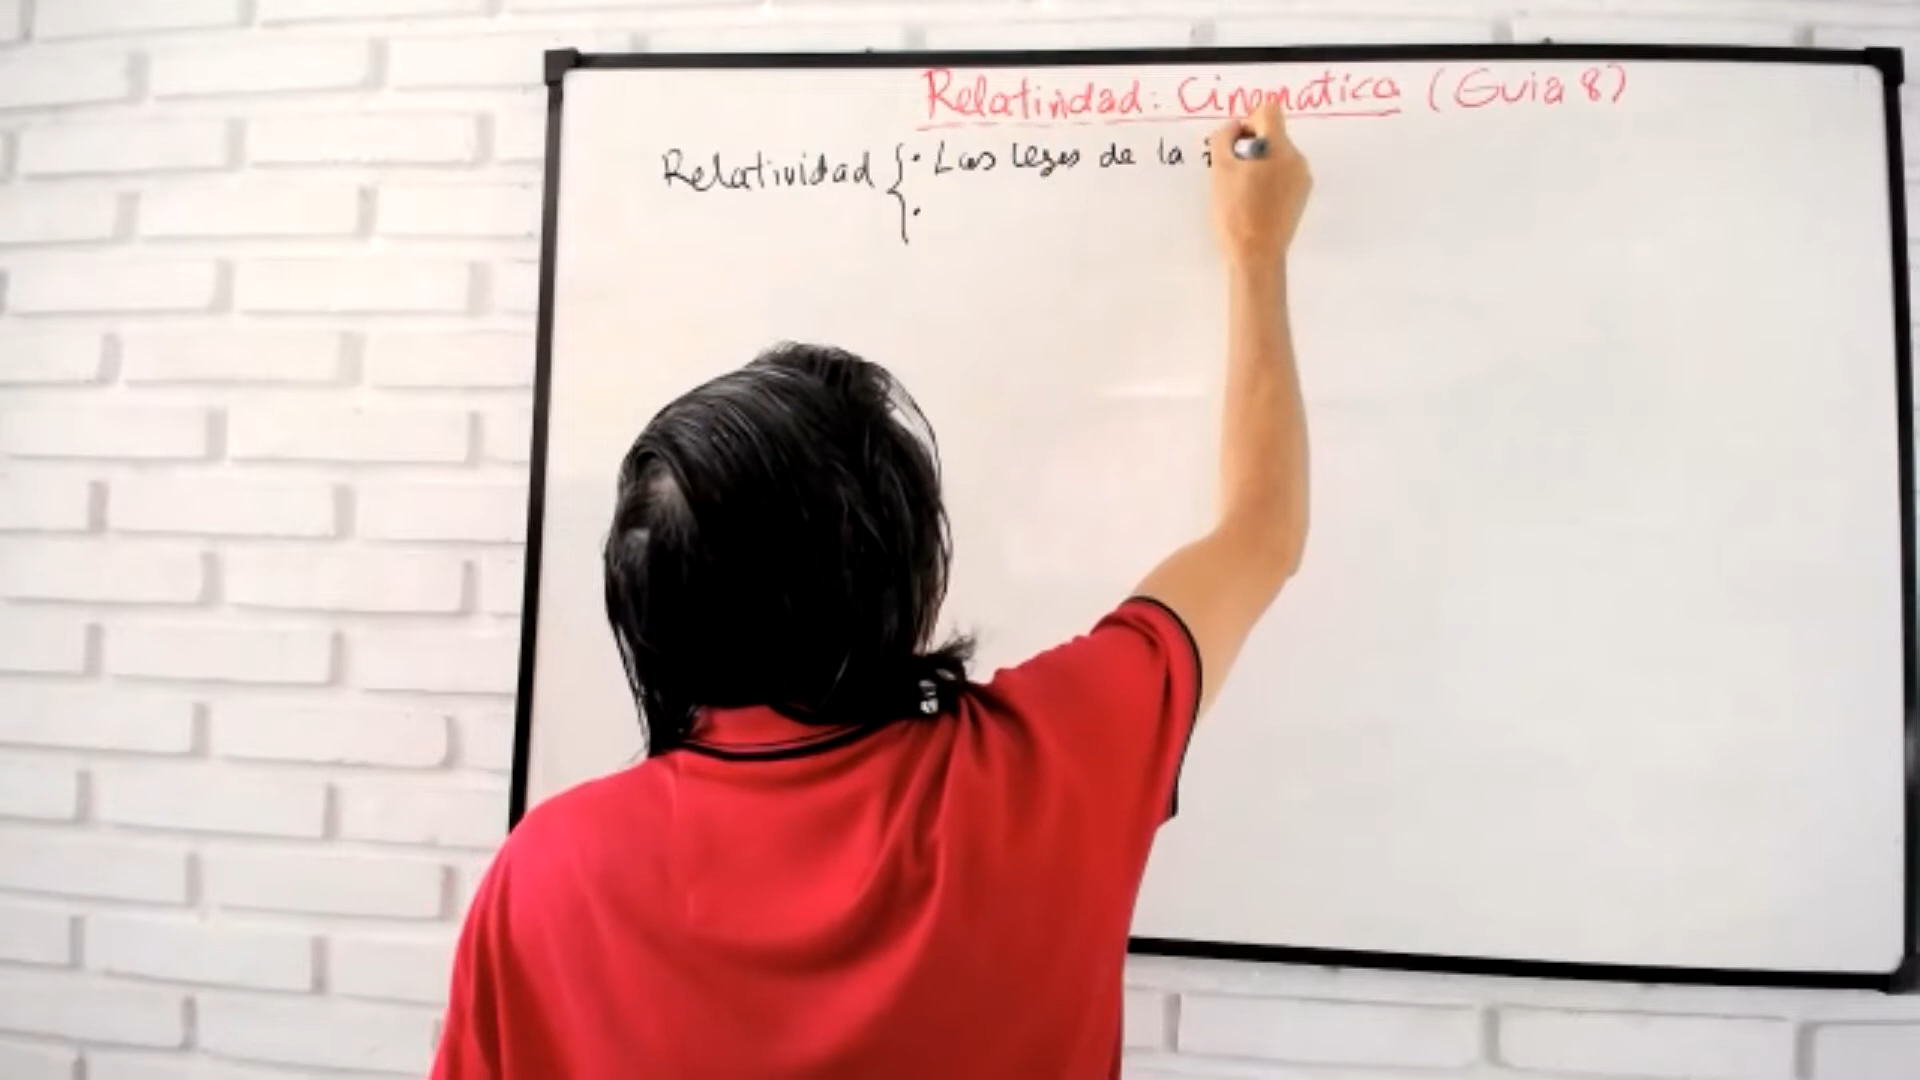 Relatividad: Cinematica (Guia 8)
Relatividad { • Las leyes de la
•